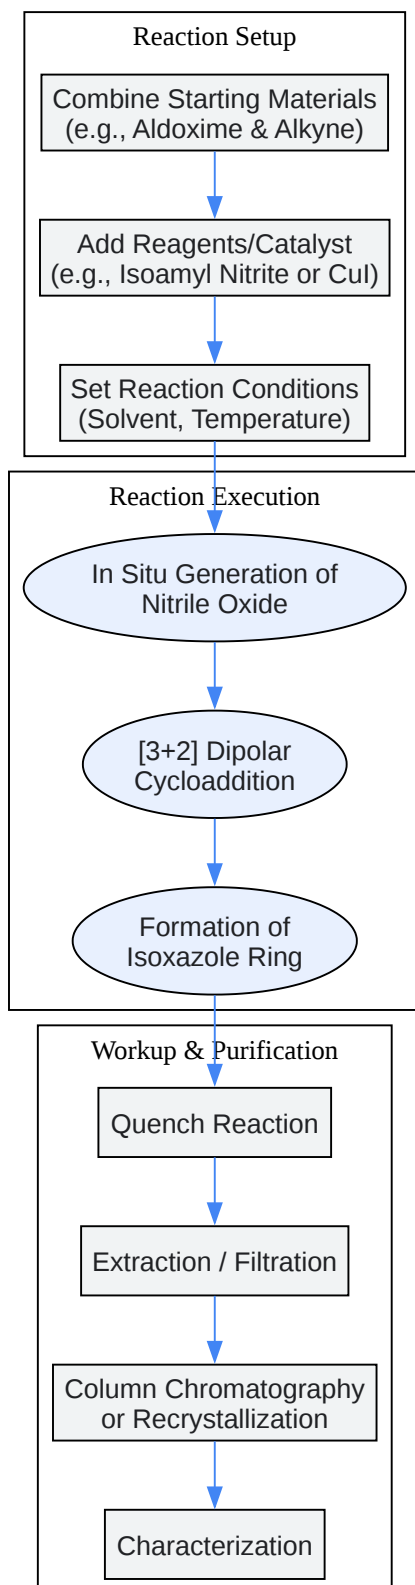 Reaction Setup
Combine Starting Materials
(e.g., Aldoxime & Alkyne)
Add Reagents/Catalyst
(e.g., Isoamyl Nitrite or CuI)
Set Reaction Conditions
(Solvent, Temperature)
Reaction Execution
In Situ Generation of
Nitrile Oxide
[3+2] Dipolar
Cycloaddition
Formation of
Isoxazole Ring
Workup & Purification
Quench Reaction
Extraction / Filtration
Column Chromatography
or Recrystallization
Characterization